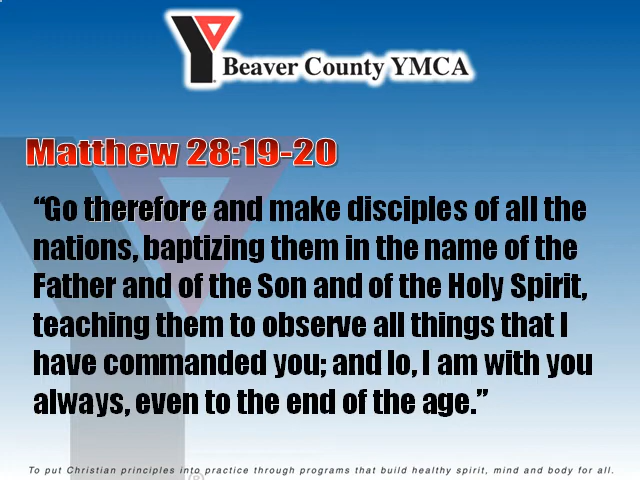 Beaver County YMCA
Matthew 28:19-20
“Go therefore and make disciples of all the
nations, baptizing them in the name of the
Father and of the Son and of the Holy Spirit,
teaching them to observe all things that I
have commanded you; and lo, I am with you
always, even to the end of the age.”
To put Christian principles into practice through programs that build healthy spirit, mind and body for all.
(R)